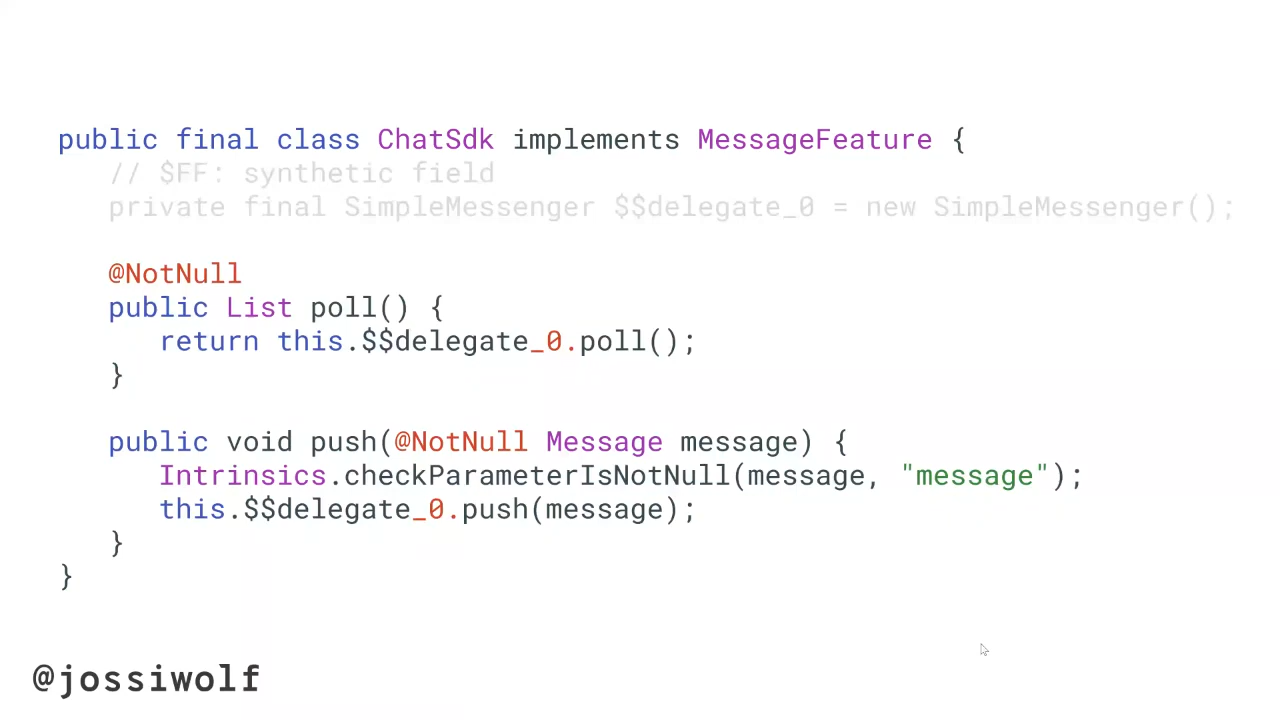 public final class ChatSdk implements MessageFeature {
// $FF: synthetic field
private final SimpleMessenger $$delegate_0 = new SimpleMessenger();
@NotNull
public List poll() {
return this.$$delegate_0.poll();
}
public void push(@NotNull Message message) {
Intrinsics.checkParameterIsNotNull(message, "message");
this.$$delegate_0.push(message);
}
}
@jossiwolf